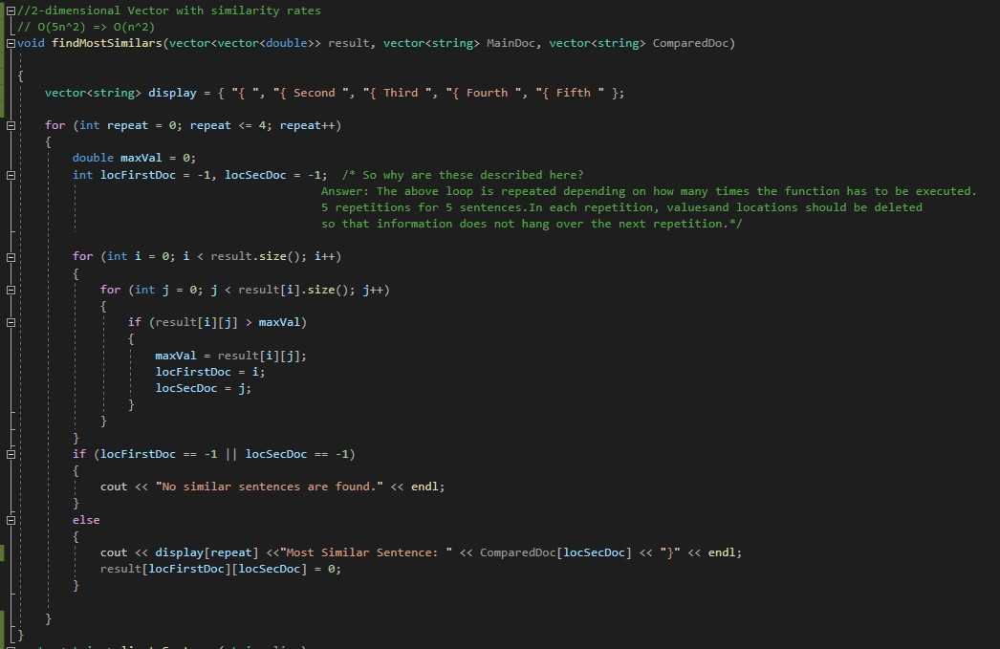 //2-dimensional Vector with similarity rates
// O(5n^2) => O(n^2)
void findMostSimilars(vector<vector<double>> result, vector<string> MainDoc, vector<string> ComparedDoc)
{
vector<string> display = { "{ ", "{ Second ", "{ Third ", "{ Fourth ", "{ Fifth " };
for (int repeat = 0; repeat <= 4; repeat++)
{
double maxVal = 0;
int locFirstDoc = -1, locSecDoc = -1; /* So why are these described here?
Answer: The above loop is repeated depending on how many times the function has to be executed.
5 repetitions for 5 sentences.In each repetition, valuesand locations should be deleted
so that information does not hang over the next repetition.*/
for (int i = 0; i < result.size(); i++)
{
for (int j = 0; j < result[i].size(); j++)
{
if (result[i][j] > maxVal)
{
maxVal = result[i][j];
locFirstDoc = i;
locSecDoc = j;
}
}
}
if (locFirstDoc == -1 || locSecDoc == -1)
{
cout << "No similar sentences are found." << endl;
}
else
{
cout << display[repeat] <<"Most Similar Sentence: " << ComparedDoc[locSecDoc] << "}" << endl;
result[locFirstDoc][locSecDoc] = 0;
}
}
}